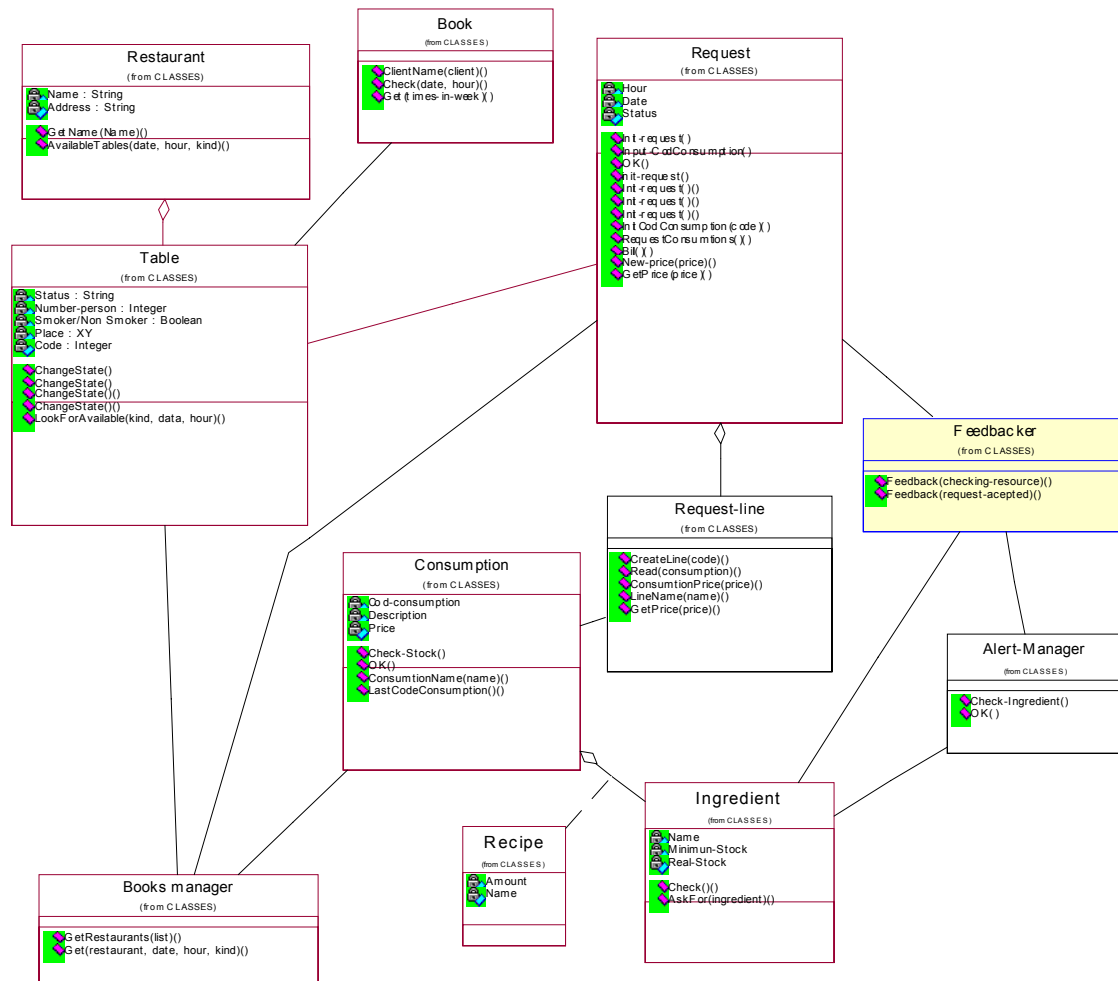 Restaurant
(from CLASSES)
Name : String
Address : String
GetName(Name)()
AvailableTables(date, hour, kind)()
Book
(from CLASSES)
ClientName(client)()
Check(date, hour)()
Get(times-in-week)()
Request
(from CLASSES)
Hour
Date
Status
Init-request()
Input-CodConsumption()
OK()
nit-request()
Init-request()()
Init-request()()
Init-request()()
InitCodConsumption(code)()
RequestConsumtions()()
Bill()()
New-price(price)()
GetPrice(price)()
Table
(from CLASSES)
Status : String
Number-person : Integer
Smoker/Non Smoker : Boolean
Place : XY
Code : Integer
ChangeState()
ChangeState()
ChangeState()()
ChangeState()()
LookForAvailable(kind, data, hour)()
Feedbacker
(from CLASSES)
Feedback(checking-resource)()
Feedback(request-acepted)()
Request-line
(from CLASSES)
CreateLine(code)()
Read(consumption)()
ConsumtionPrice(price)()
LineName(name)()
GetPrice(price)()
Consumption
(from CLASSES)
Cod-consumption
Description
Price
Check-Stock()
OK()
ConsumtionName(name)()
LastCodeConsumption()()
Alert-Manager
(from CLASSES)
Check-Ingredient()
OK()
Ingredient
(from CLASSES)
Name
Minimun-Stock
Real-Stock
Check()()
AskFor(ingredient)()
Recipe
(from CLASSES)
Amount
Name
Books manager
(from CLASSES)
GetRestaurants(list)()
Get(restaurant, date, hour, kind)()